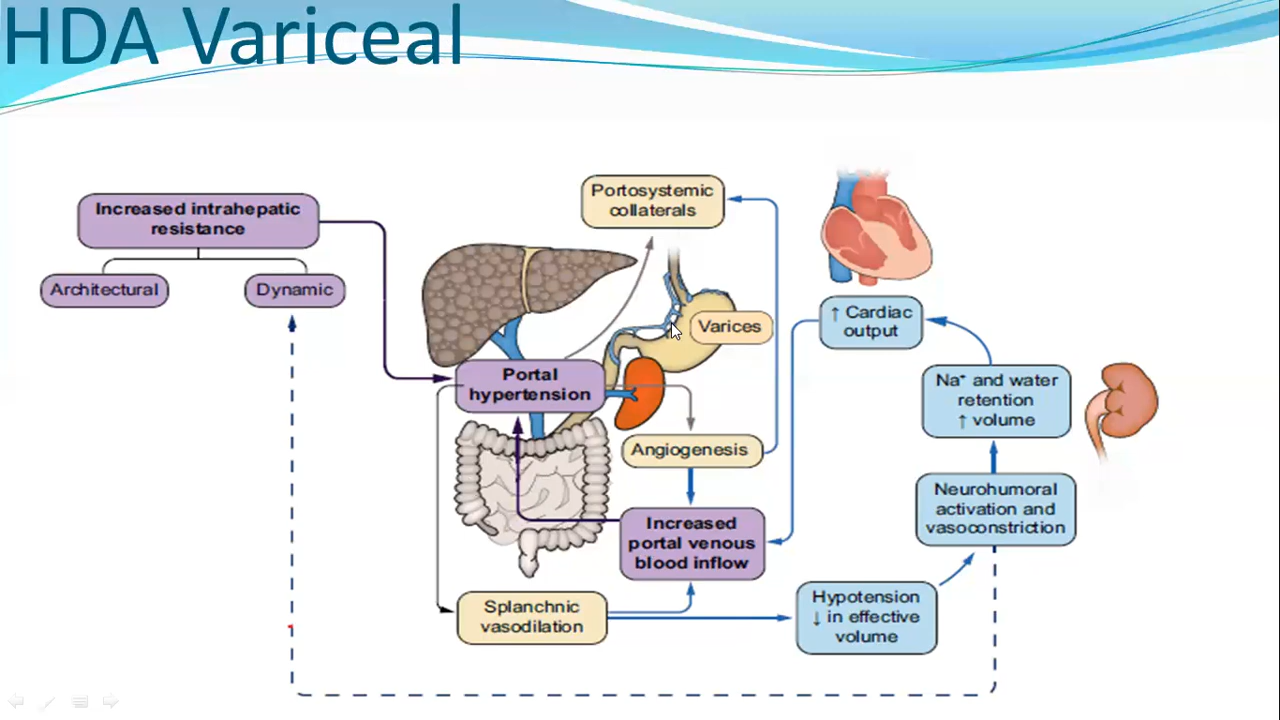 HDA Variceal
Portosystemic
collaterals
Increased intrahepatic
resistance
Architectural
Dynamic
↑ Cardiac
output
Varices
Portal
hypertension
Na⁺ and water
retention
↑ volume
Angiogenesis
Neurohumoral
activation and
vasoconstriction
Increased
portal venous
blood inflow
Splanchnic
vasodilation
Hypotension
↓ in effective
volume